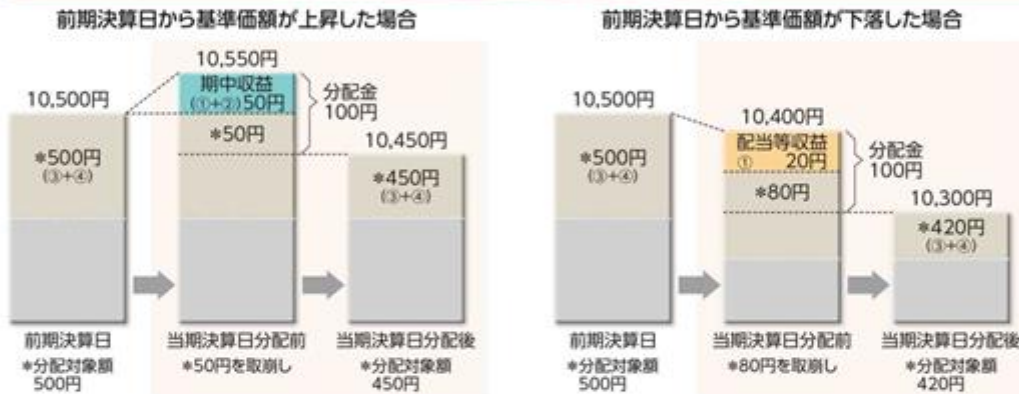 前期決算日から基準価額が上昇した場合
10,550円
10,500円
期中収益
(①+②)50円
分配金
100円
*50円
10,450円
*500円
(③+④)
*450円
(③+④)
前期決算日
当期決算日分配前
当期決算日分配後
*分配対象額
500円
*50円を取崩し
*分配対象額
450円
前期決算日から基準価額が下落した場合
10,500円
10,400円
配当等収益
① 20円
分配金
100円
*500円
(③+④)
*80円
10,300円
*420円
(③+④)
前期決算日
当期決算日分配前
当期決算日分配後
*分配対象額
500円
*80円を取崩し
*分配対象額
420円